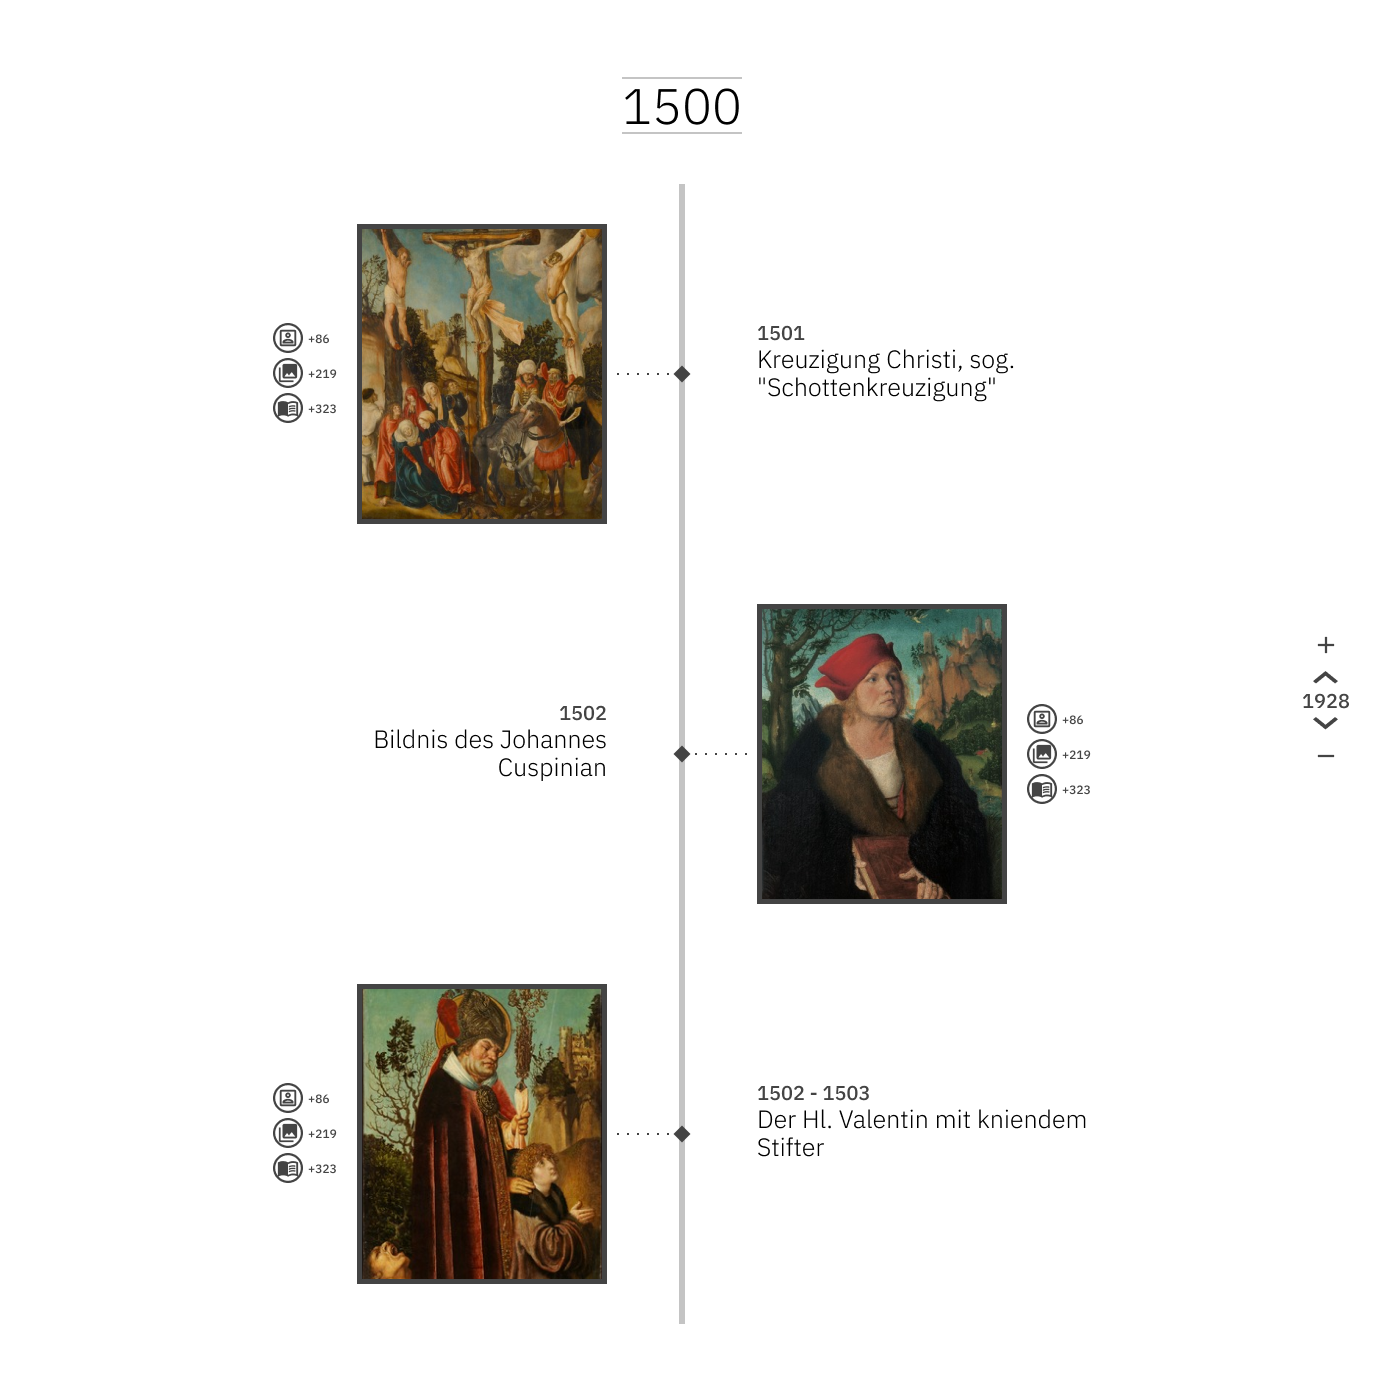 1500
+86
+219
+323
1501
Kreuzigung Christi, sog.
"Schottenkreuzigung"
1502
Bildnis des Johannes
Cuspinian
+86
+219
+323
1928
+86
+219
+323
1502 - 1503
Der Hl. Valentin mit kniendem
Stifter